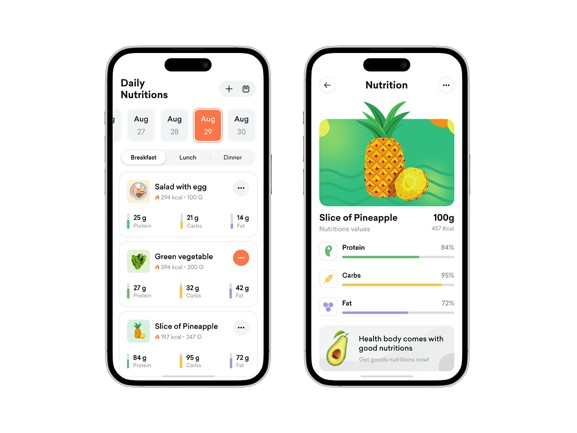 Daily
Nutritions
g
Aug
27
Aug
28
Aug
29
Aug
30
Breakfast
Lunch
Dinner
Salad with egg
294 kcal • 100 G
25 g
Protein
21 g
Carbs
14 g
Fat
Green vegetable
394 kcal • 200 G
27 g
Protein
32 g
Carbs
42 g
Fat
Slice of Pineapple
197 kcal • 247 G
84 g
Protein
95 g
Carbs
72 g
Fat
Nutrition
Slice of Pineapple
100g
Nutritions values
457 Kcal
Protein
84%
Carbs
95%
Fat
72%
Health body comes with
good nutritions
Get goods nutritions now!